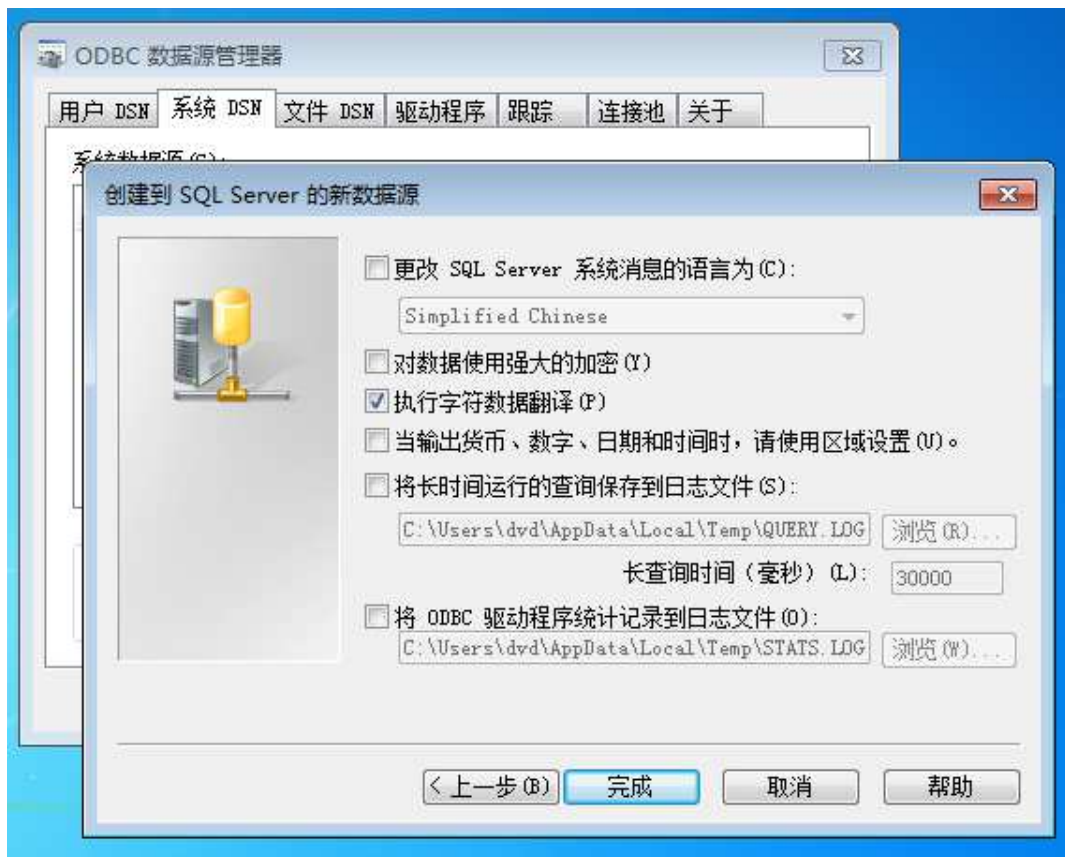 ODBC 数据源管理器
用户 DSN 系统 DSN 文件 DSN 驱动程序 跟踪 连接池 关于
系统数据源(S):
创建到 SQL Server 的新数据源
更改 SQL Server 系统消息的语言为(C):
Simplified Chinese
对数据使用强大的加密(Y)
执行字符数据翻译(P)
当输出货币、数字、日期和时间时，请使用区域设置(U)。
将长时间运行的查询保存到日志文件(S):
C:\Users\dvd\AppData\Local\Temp\QUERY.LOG 浏览(R)...
长查询时间（毫秒）(L): 30000
将 ODBC 驱动程序统计记录到日志文件(O):
C:\Users\dvd\AppData\Local\Temp\STATS.LOG 浏览(W)...
< 上一步(B) 完成 取消 帮助